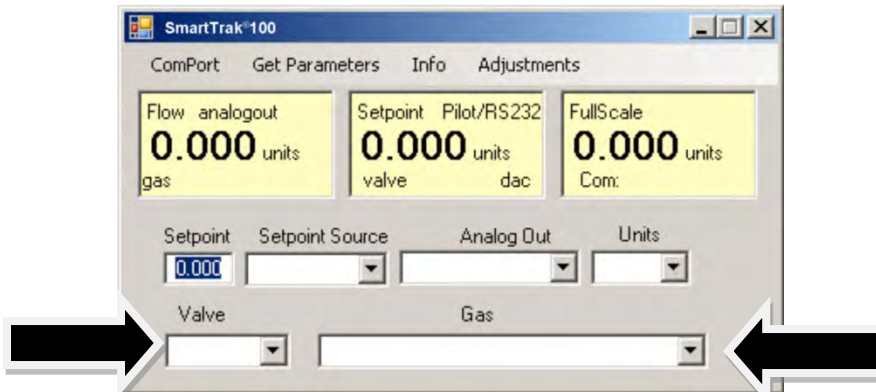 SmartTrak®100
ComPort Get Parameters Info Adjustments
Flow analogout
0.000 units
gas
Setpoint Pilot/RS232
0.000 units
valve dac
FullScale
0.000 units
Com:
Setpoint Setpoint Source Analog Out Units
0.000
Valve Gas